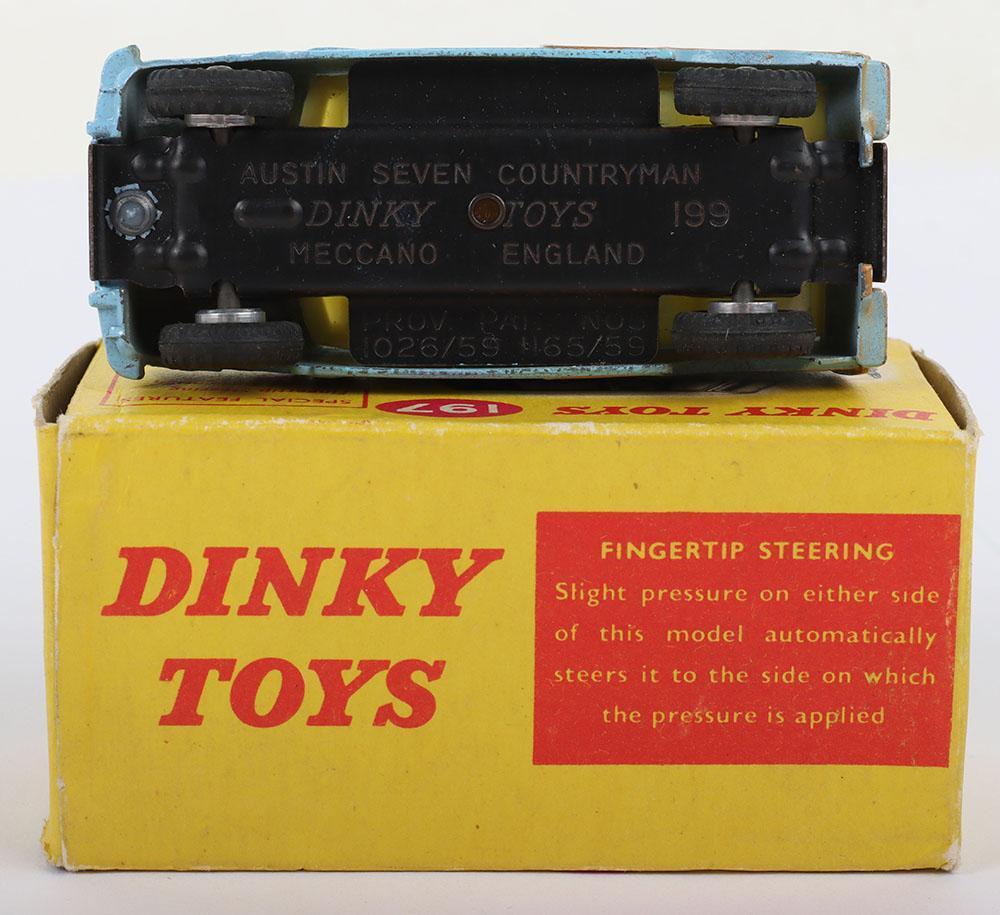 AUSTIN SEVEN COUNTRYMAN
DINKY TOYS 199
MECCANO ENGLAND
PROV. PAT. NOS
1026/59 465/59
SPECIAL FEATURES
197
DINKY TOYS
DINKY
TOYS
FINGERTIP STEERING
Slight pressure on either side
of this model automatically
steers it to the side on which
the pressure is applied